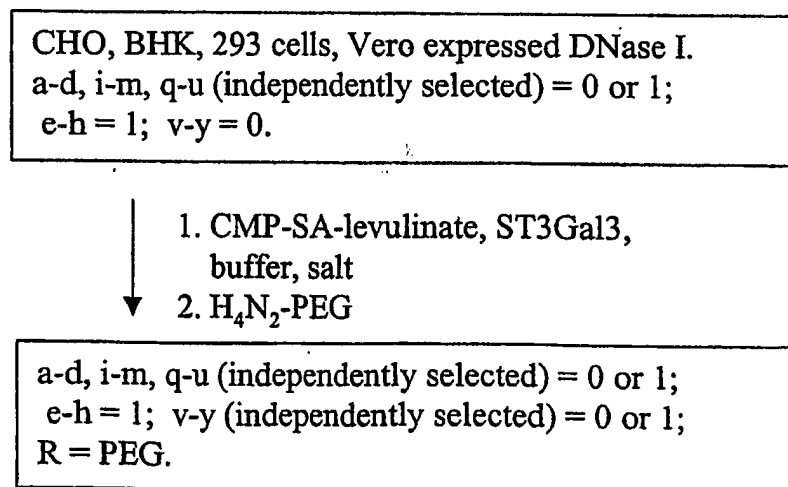 CHO, BHK, 293 cells, Vero expressed DNase I.
a-d, i-m, q-u (independently selected) = 0 or 1;
e-h = 1; v-y = 0.
1. CMP-SA-levulinate, ST3Gal3,
buffer, salt
2. H₄N₂-PEG
a-d, i-m, q-u (independently selected) = 0 or 1;
e-h = 1; v-y (independently selected) = 0 or 1;
R = PEG.